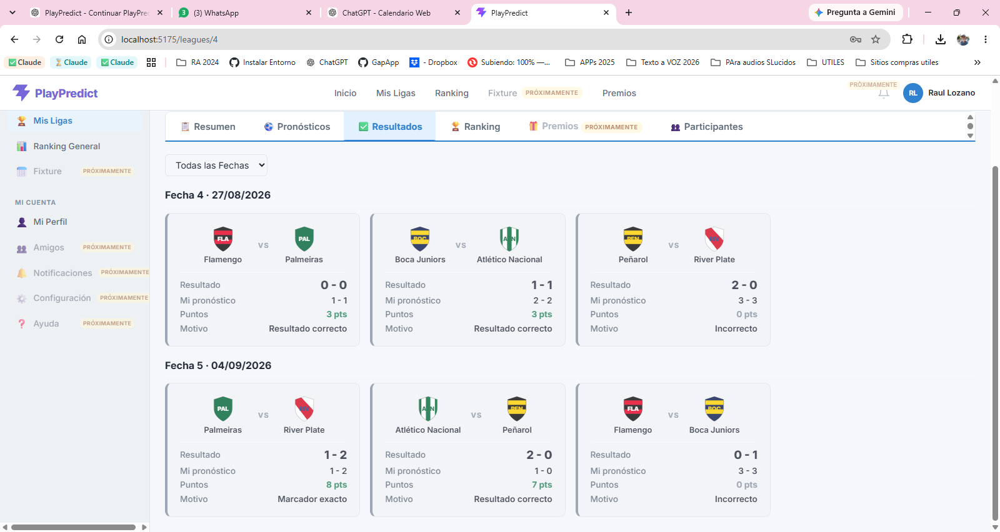 PlayPredict - Continuar PlayPred
(3) WhatsApp
ChatGPT - Calendario Web
PlayPredict
Pregunta a Gemini
localhost:5175/leagues/4
Claude
Claude
Claude
RA 2024
Instalar Entorno
ChatGPT
GapApp
- Dropbox
Subiendo: 100% —...
APPs 2025
Texto a VOZ 2026
PAra audios SLucidos
UTILES
Sitios compras utiles
PlayPredict
Inicio
Mis Ligas
Ranking
Fixture
PRÓXIMAMENTE
Premios
PRÓXIMAMENTE
RL
Raul Lozano
Mis Ligas
Ranking General
Fixture
PRÓXIMAMENTE
MI CUENTA
Mi Perfil
Amigos
PRÓXIMAMENTE
Notificaciones
PRÓXIMAMENTE
Configuración
PRÓXIMAMENTE
Ayuda
PRÓXIMAMENTE
Resumen
Pronósticos
Resultados
Ranking
Premios
PRÓXIMAMENTE
Participantes
Todas las Fechas
Fecha 4 · 27/08/2026
FLA
VS
PAL
Flamengo
Palmeiras
Resultado 0 - 0
Mi pronóstico 1 - 1
Puntos 3 pts
Motivo Resultado correcto
BOC
VS
Boca Juniors
Atlético Nacional
Resultado 1 - 1
Mi pronóstico 2 - 2
Puntos 3 pts
Motivo Resultado correcto
PEN
VS
Peñarol
River Plate
Resultado 2 - 0
Mi pronóstico 3 - 3
Puntos 0 pts
Motivo Incorrecto
Fecha 5 · 04/09/2026
PAL
VS
Palmeiras
River Plate
Resultado 1 - 2
Mi pronóstico 1 - 2
Puntos 8 pts
Motivo Marcador exacto
VS
PEN
Atlético Nacional
Peñarol
Resultado 2 - 0
Mi pronóstico 1 - 0
Puntos 7 pts
Motivo Resultado correcto
FLA
VS
BOC
Flamengo
Boca Juniors
Resultado 0 - 1
Mi pronóstico 3 - 3
Puntos 0 pts
Motivo Incorrecto